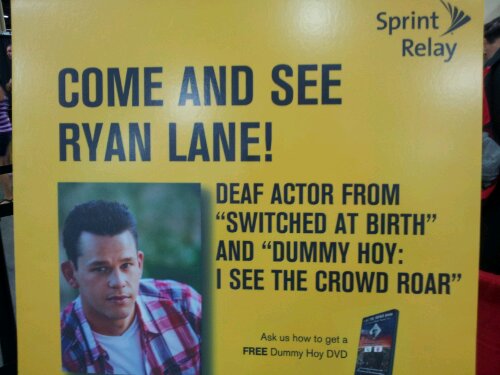 Sprint
Relay
COME AND SEE
RYAN LANE!
DEAF ACTOR FROM
“SWITCHED AT BIRTH”
AND “DUMMY HOY:
I SEE THE CROWD ROAR”
Ask us how to get a
FREE Dummy Hoy DVD